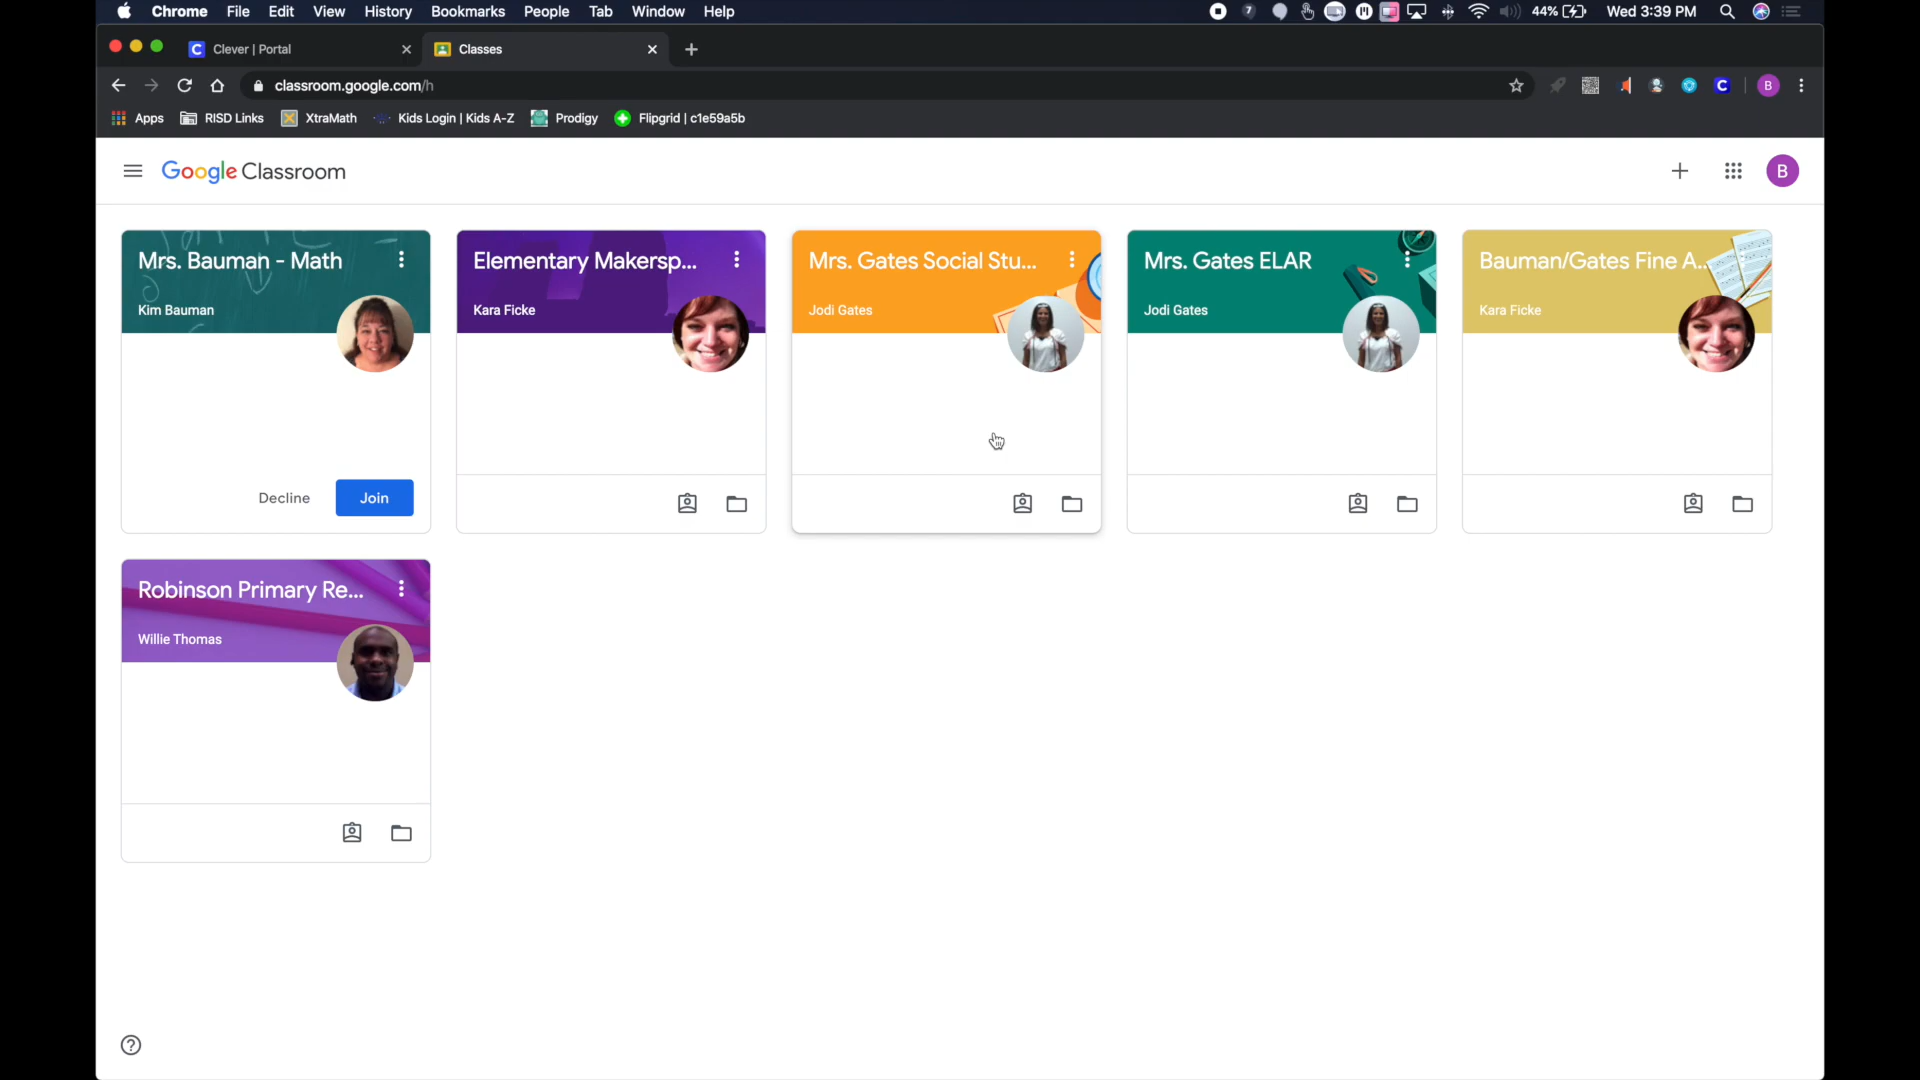 Chrome File Edit View History Bookmarks People Tab Window Help
7
44%
Wed 3:39 PM
C Clever | Portal
Classes
classroom.google.com/h
C
B
Apps RISD Links XtraMath Kids Login | Kids A-Z Prodigy Flipgrid | c1e59a5b
Google Classroom
B
Mrs. Bauman - Math
Kim Bauman
Decline Join
Elementary Makersp...
Kara Ficke
Mrs. Gates Social Stu...
Jodi Gates
Mrs. Gates ELAR
Jodi Gates
Bauman/Gates Fine A...
Kara Ficke
Robinson Primary Re...
Willie Thomas